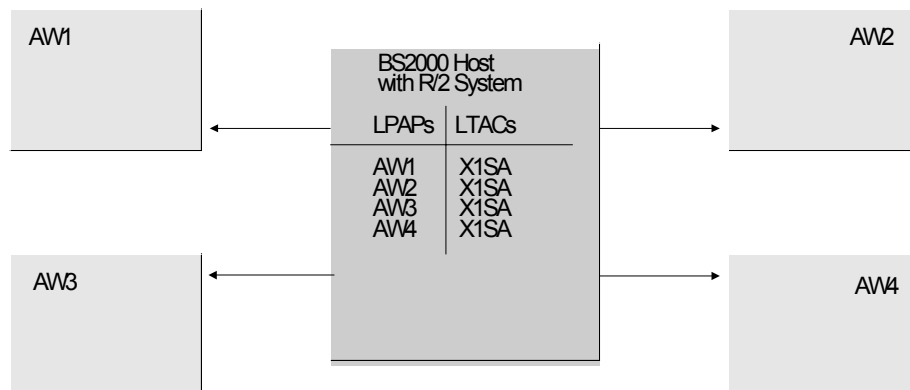 AW1
AW2
BS2000 Host
with R/2 System
LPAPs LTACs
AW1 X1SA
AW2 X1SA
AW3 X1SA
AW4 X1SA
AW3
AW4